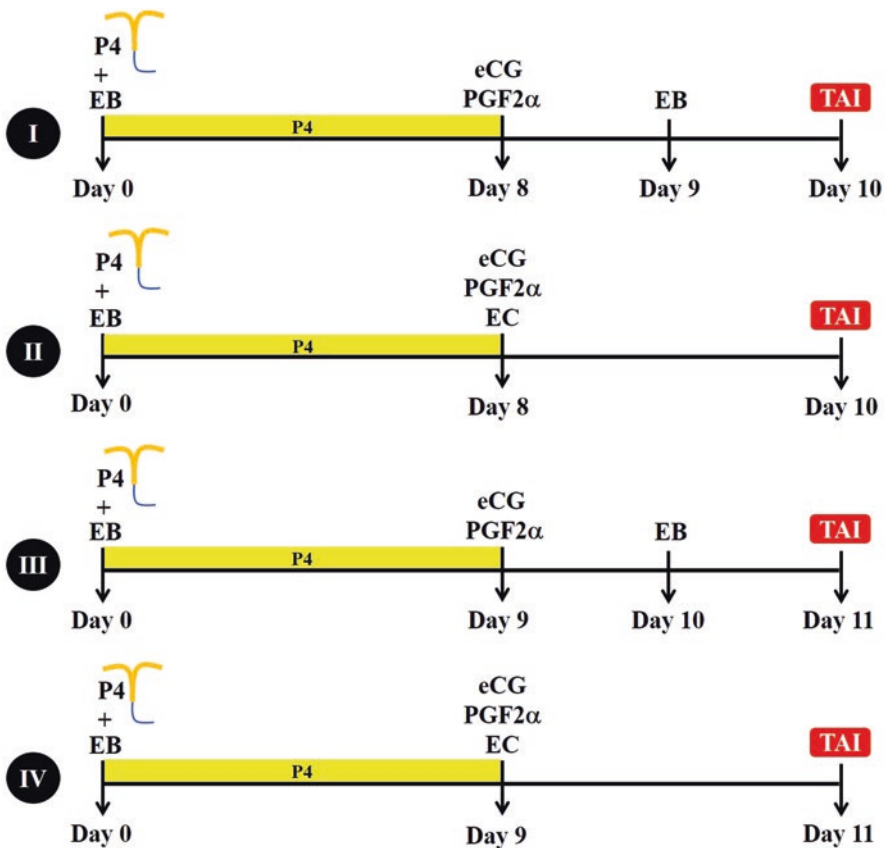 P4
+
EB
eCG
PGF2α
EB
TAI
I
P4
Day 0
Day 8
Day 9
Day 10
P4
+
EB
eCG
PGF2α
EC
TAI
II
P4
Day 0
Day 8
Day 10
P4
+
EB
eCG
PGF2α
EB
TAI
III
P4
Day 0
Day 9
Day 10
Day 11
P4
+
EB
eCG
PGF2α
EC
TAI
IV
P4
Day 0
Day 9
Day 11